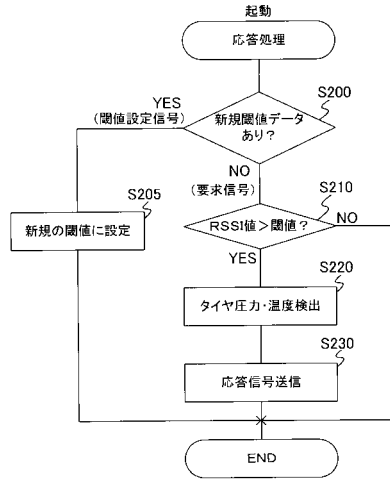 起動
応答処理
S200
YES
(閾値設定信号)
新規閾値データ
あり？
NO
(要求信号)
S205
新規の閾値に設定
S210
RSSI値＞閾値？
NO
YES
S220
タイヤ圧力・温度検出
S230
応答信号送信
END